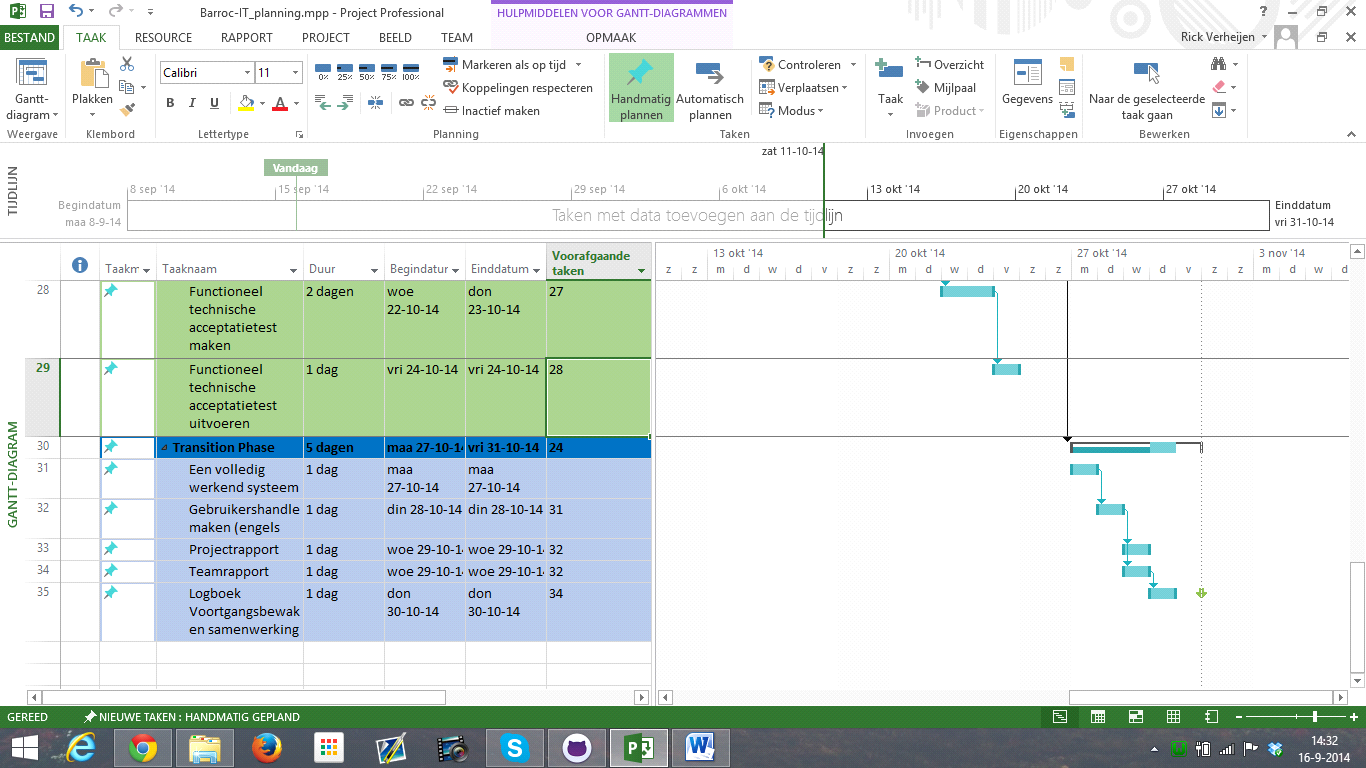 Barroc-IT_planning.mpp - Project Professional
HULPMIDDELEN VOOR GANTT-DIAGRAMMEN
?
BESTAND TAAK RESOURCE RAPPORT PROJECT BEELD TEAM OPMAAK
Rick Verheijen
Gantt-diagram
Weergave
Plakken
Klembord
Calibri 11
B I U A
Lettertype
0% 25% 50% 75% 100%
Markeren als op tijd
Koppelingen respecteren
Inactief maken
Planning
Handmatig plannen
Automatisch plannen
Controleren
Verplaatsen
Modus
Taken
Taak
Overzicht
Mijlpaal
Product
Invoegen
Gegevens
Eigenschappen
Naar de geselecteerde taak gaan
Bewerken
TIJDLIJN
zat 11-10-14
Vandaag
8 sep '14 15 sep '14 22 sep '14 29 sep '14 6 okt '14 13 okt '14 20 okt '14 27 okt '14
Begindatum
maa 8-9-14
Taken met data toevoegen aan de tijdlijn
Einddatum
vri 31-10-14
GANTT-DIAGRAM
Taakm Taaknaam Duur Begindatur Einddatum Voorafgaande taken
13 okt '14 20 okt '14 27 okt '14 3 nov '14
z z m d w d v z z m d w d v z z m d w d v z z m d w d
28 Functioneel technische acceptatietest maken 2 dagen woe 22-10-14 don 23-10-14 27
29 Functioneel technische acceptatietest uitvoeren 1 dag vri 24-10-14 vri 24-10-14 28
30 Transition Phase 5 dagen maa 27-10-14 vri 31-10-14 24
31 Een volledig werkend systeem 1 dag maa 27-10-14 maa 27-10-14
32 Gebruikershandle maken (engels 1 dag din 28-10-14 din 28-10-14 31
33 Projectrapport 1 dag woe 29-10-14 woe 29-10-14 32
34 Teamrapport 1 dag woe 29-10-14 woe 29-10-14 32
35 Logboek Voortgangsbewak en samenwerking 1 dag don 30-10-14 don 30-10-14 34
GEREED NIEUWE TAKEN : HANDMATIG GEPLAND
14:32
16-9-2014